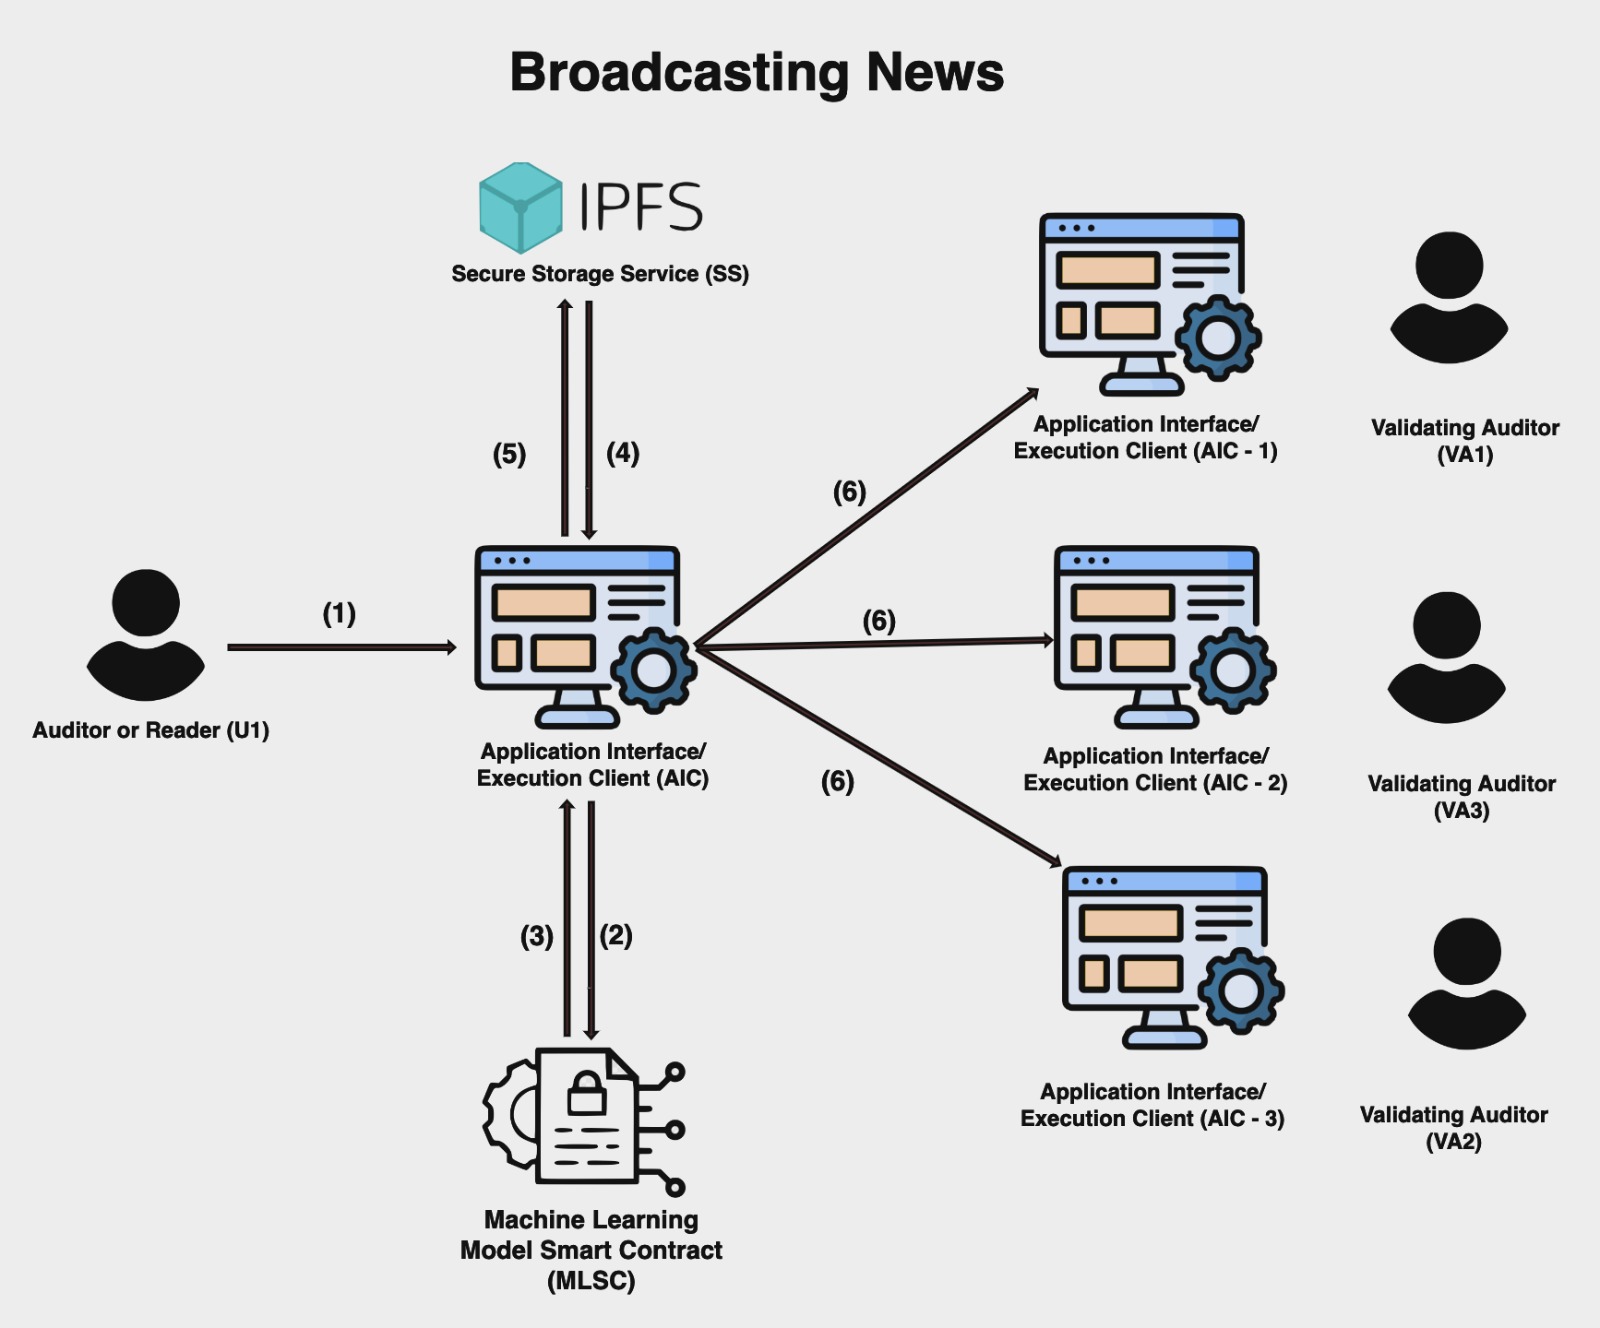 Broadcasting News
IPFS
Secure Storage Service (SS)
(5)
(4)
Application Interface/
Execution Client (AIC - 1)
Validating Auditor
(VA1)
(6)
(1)
(6)
Auditor or Reader (U1)
Application Interface/
Execution Client (AIC)
(6)
Application Interface/
Execution Client (AIC - 2)
Validating Auditor
(VA3)
(3)
(2)
Application Interface/
Execution Client (AIC - 3)
Validating Auditor
(VA2)
Machine Learning
Model Smart Contract
(MLSC)